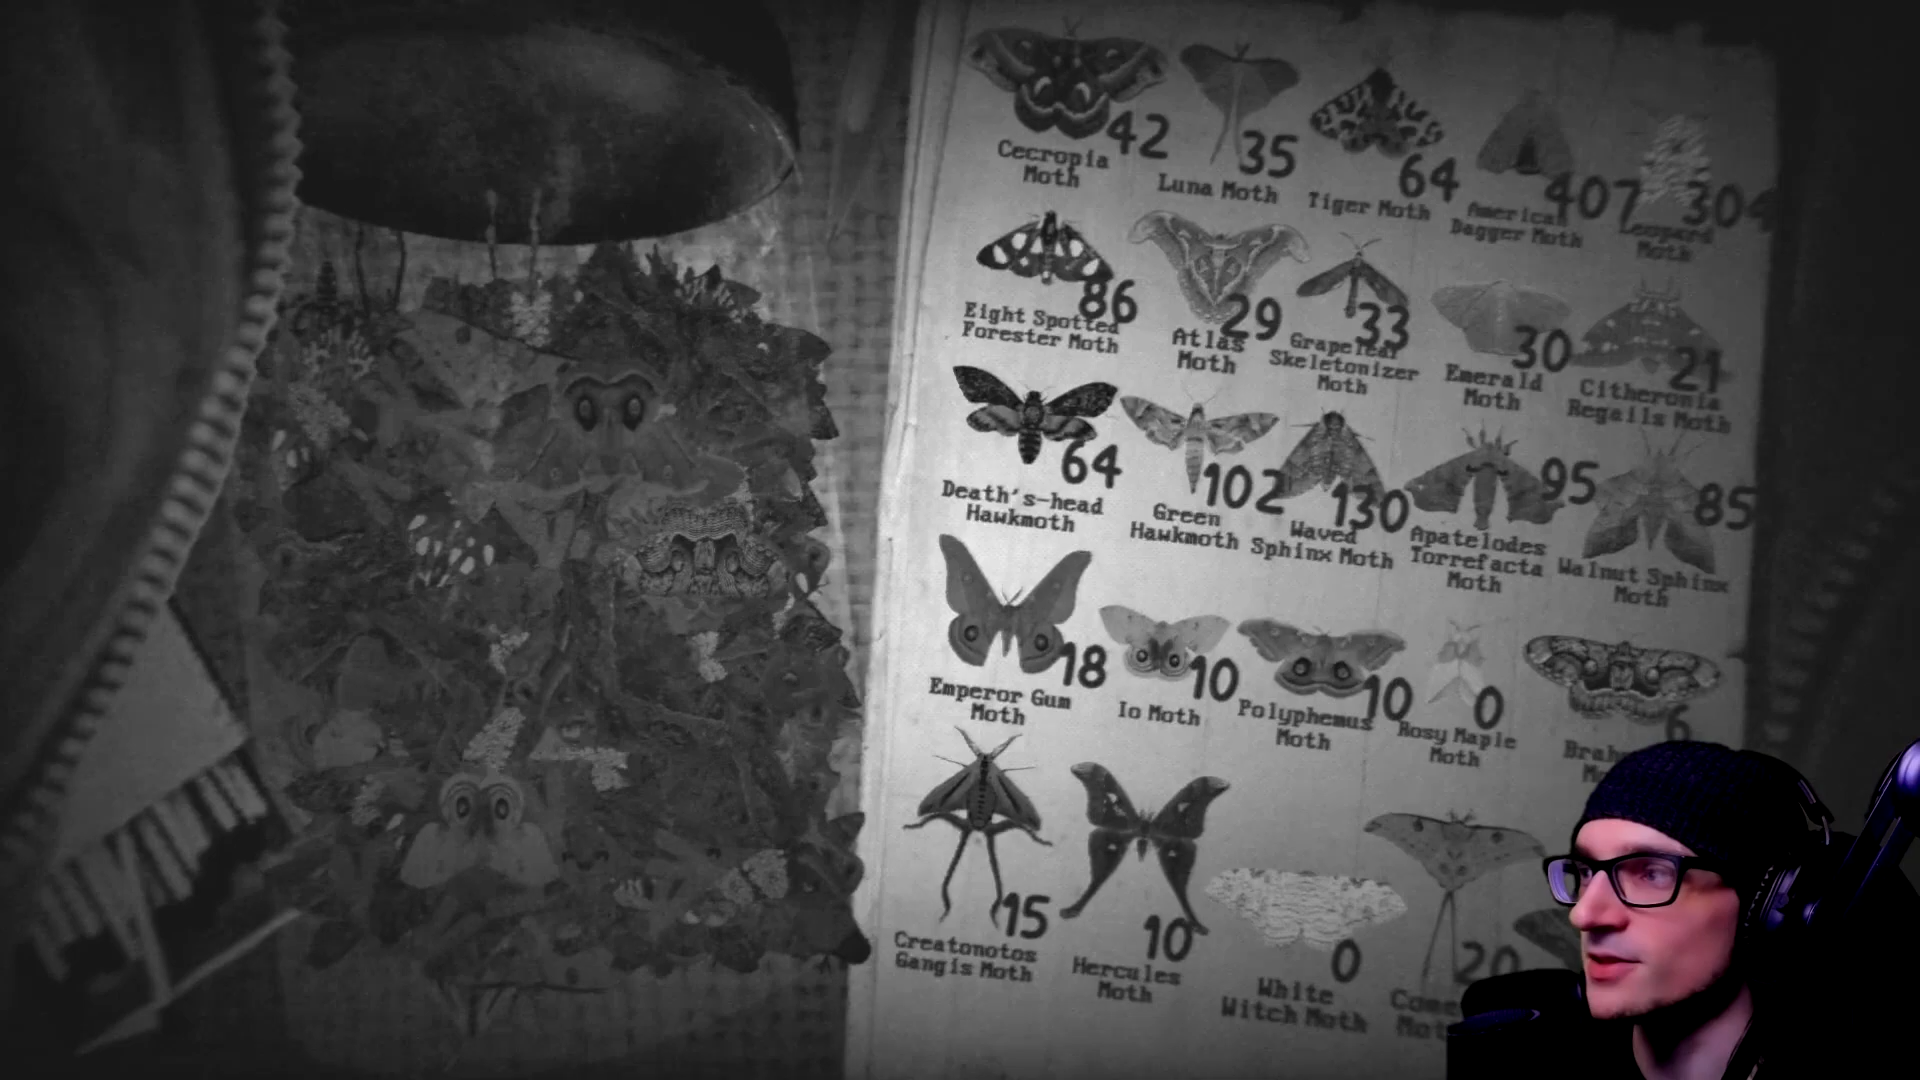 42
Cecropia
Moth
35
Luna Moth
64
Tiger Moth
407
American
Dagger Moth
304
Leopard
Moth
86
Eight Spotted
Forester Moth
29
Atlas
Moth
33
Grapeleaf
Skeletonizer
Moth
30
Emerald
Moth
21
Citheronia
Regails Moth
64
Death's-head
Hawkmoth
102
Green
Hawkmoth
130
Waved
Sphinx Moth
95
Apatelodes
Torrefacta
Moth
85
Walnut Sphinx
Moth
18
Emperor Gum
Moth
10
Io Moth
10
Polyphemus
Moth
0
Rosy Maple
Moth
6
15
Creatonotos
Gangis Moth
10
Hercules
Moth
0
White
Witch Moth
20